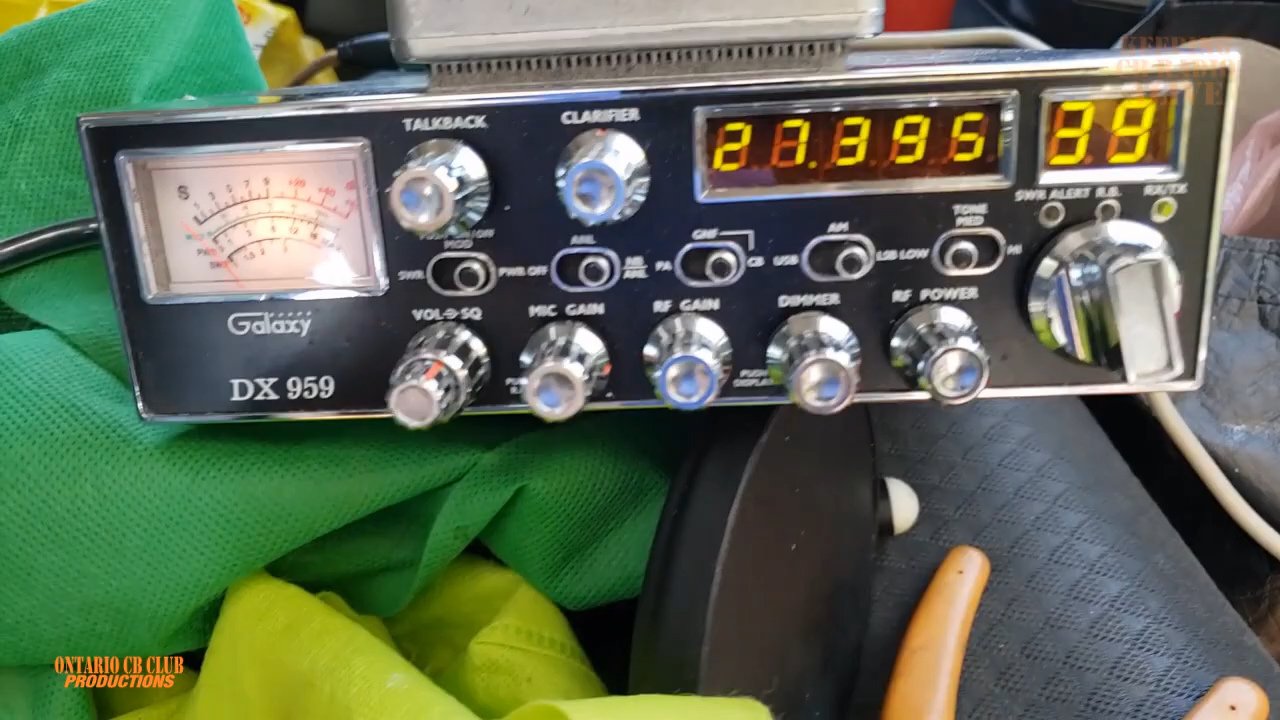 TALKBACK
CLARIFIER
27.395
39
S
SWR ALERT R.B. RX/TX
MOD
SWR
PWR OFF
ANL
NB
ANL
PA
CB
AM
USB
LSB LOW
TONE
MED
HI
VOL SQ
MIC GAIN
RF GAIN
DIMMER
RF POWER
Galaxy
DX 959
ONTARIO CB CLUB
PRODUCTIONS